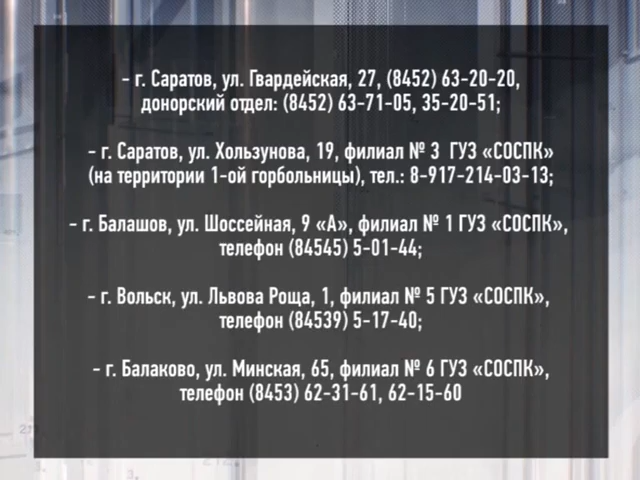 - г. Саратов, ул. Гвардейская, 27, (8452) 63-20-20,
донорский отдел: (8452) 63-71-05, 35-20-51;
- г. Саратов, ул. Хользунова, 19, филиал № 3 ГУЗ «СОСПК»
(на территории 1-ой горбольницы), тел.: 8-917-214-03-13;
- г. Балашов, ул. Шоссейная, 9 «А», филиал № 1 ГУЗ «СОСПК»,
телефон (84545) 5-01-44;
- г. Вольск, ул. Львова Роща, 1, филиал № 5 ГУЗ «СОСПК»,
телефон (84539) 5-17-40;
- г. Балаково, ул. Минская, 65, филиал № 6 ГУЗ «СОСПК»,
телефон (8453) 62-31-61, 62-15-60